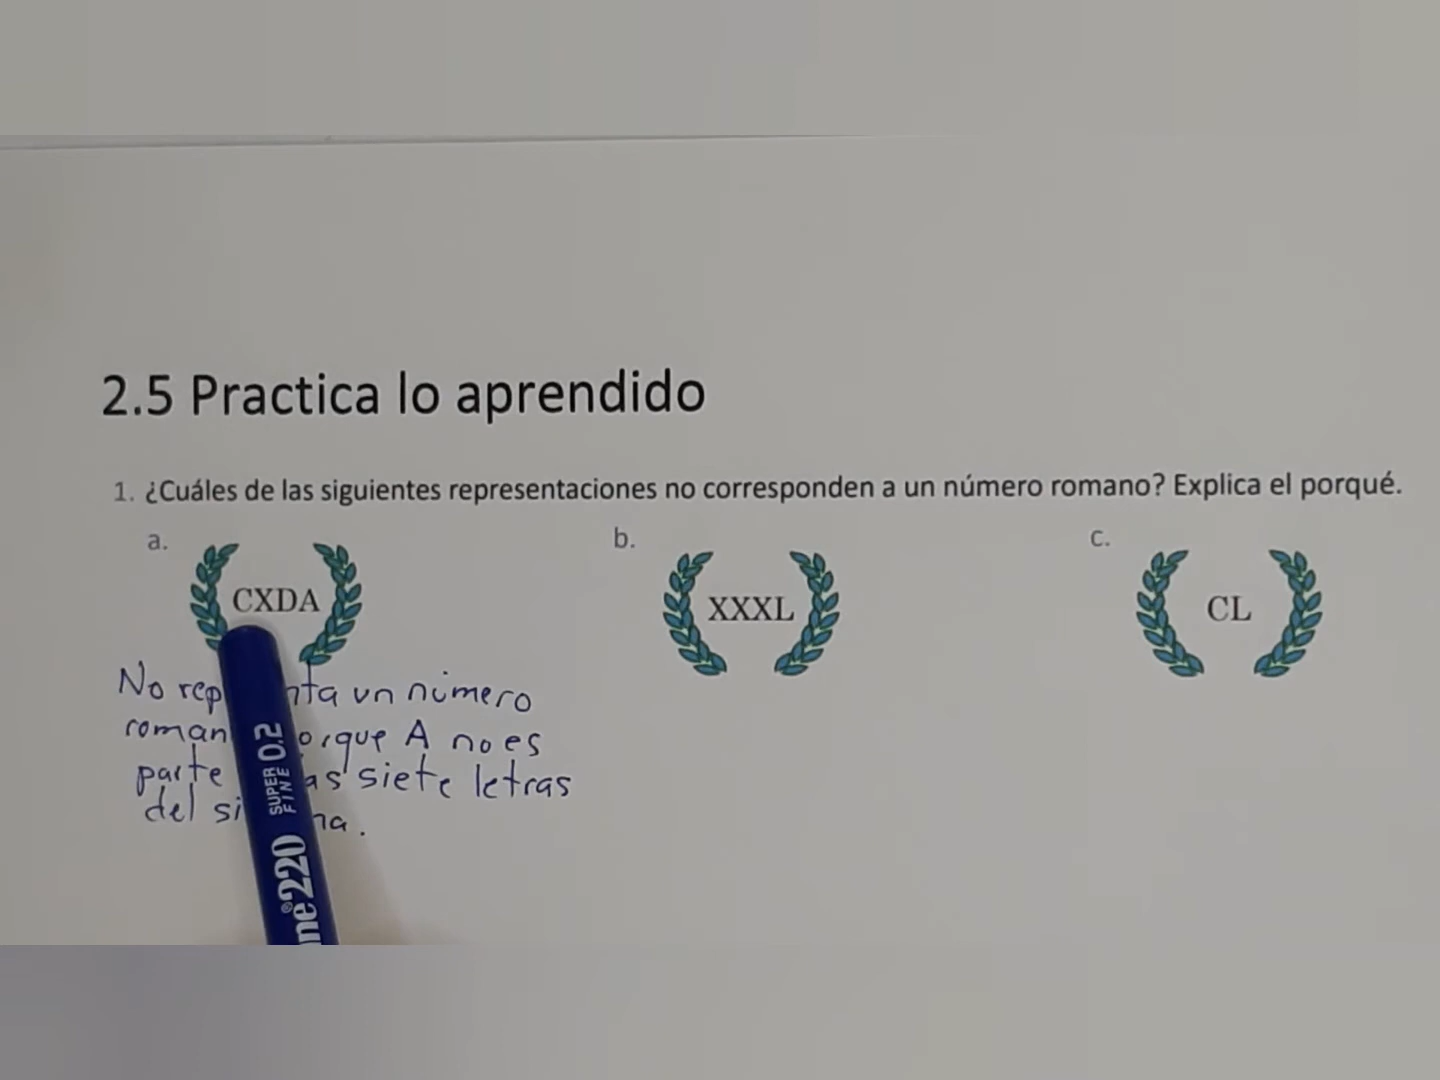 2.5 Practica lo aprendido
1. ¿Cuáles de las siguientes representaciones no corresponden a un número romano? Explica el porqué.
a.
b.
c.
CXDA
XXXL
CL
No rep nta un número
roman orque A no es
parte as siete letras
del si ma.
SUPER FINE 0.2
ne®220